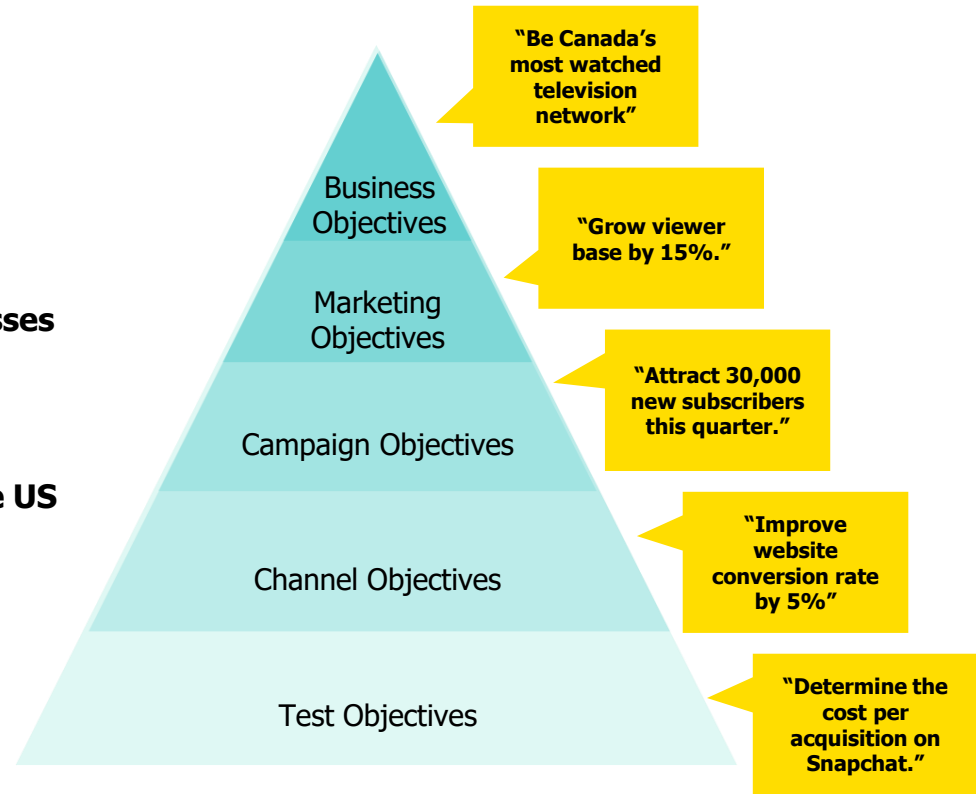 “Be Canada’s
most watched
television
network”
Business
Objectives
“Grow viewer
base by 15%.”
Marketing
Objectives
sses
“Attract 30,000
new subscribers
this quarter.”
Campaign Objectives
e US
“Improve
website
conversion rate
by 5%”
Channel Objectives
“Determine the
cost per
acquisition on
Snapchat.”
Test Objectives